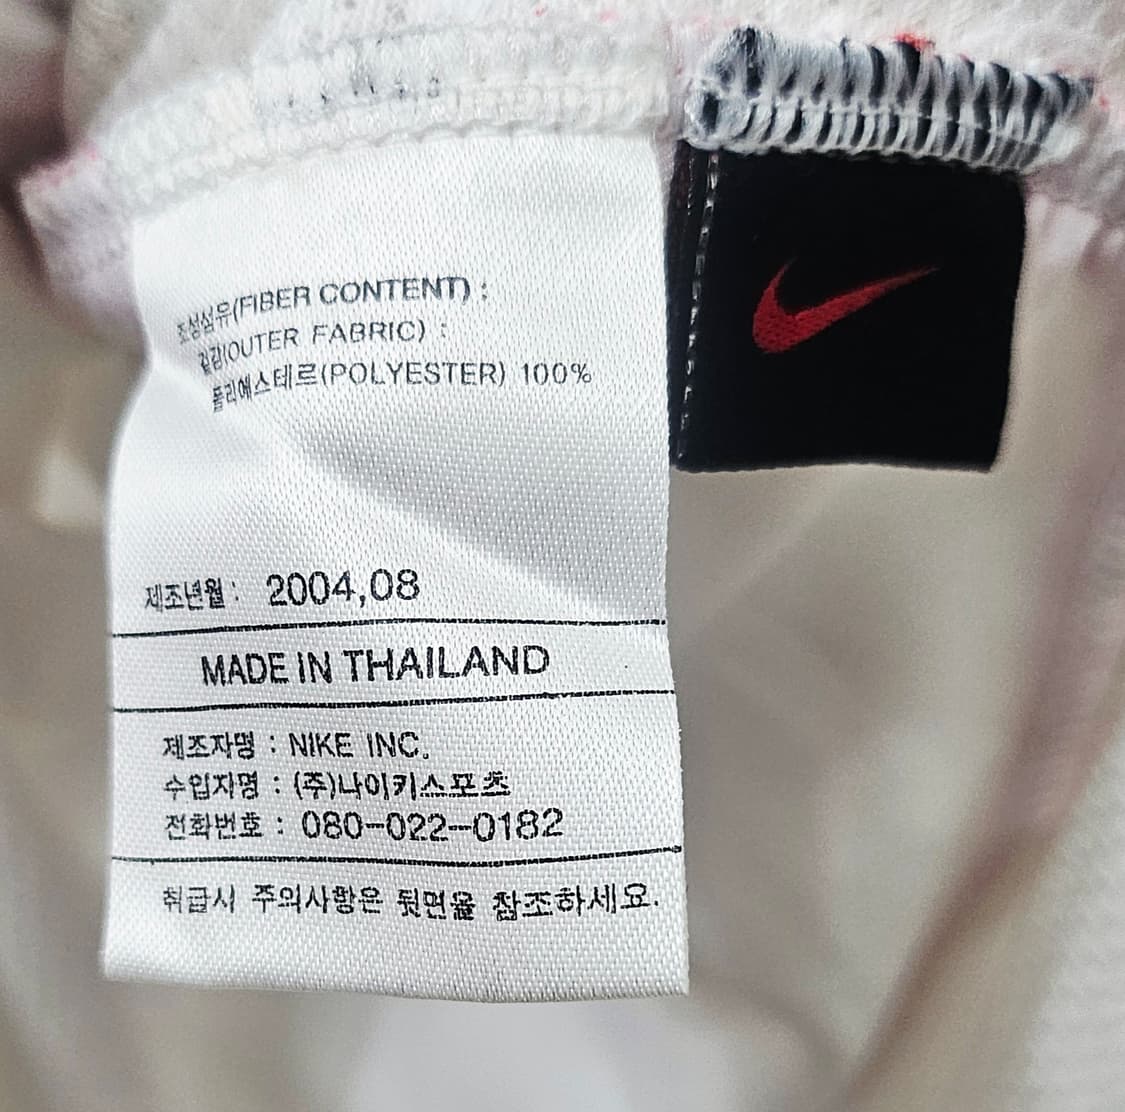 조성섬유(FIBER CONTENT) :
겉감(OUTER FABRIC) :
폴리에스테르(POLYESTER) 100%
제조년월: 2004,08
MADE IN THAILAND
제조자명 : NIKE INC.
수입자명 : (주)나이키스포츠
전화번호 : 080-022-0182
취급시 주의사항은 뒷면을 참조하세요.